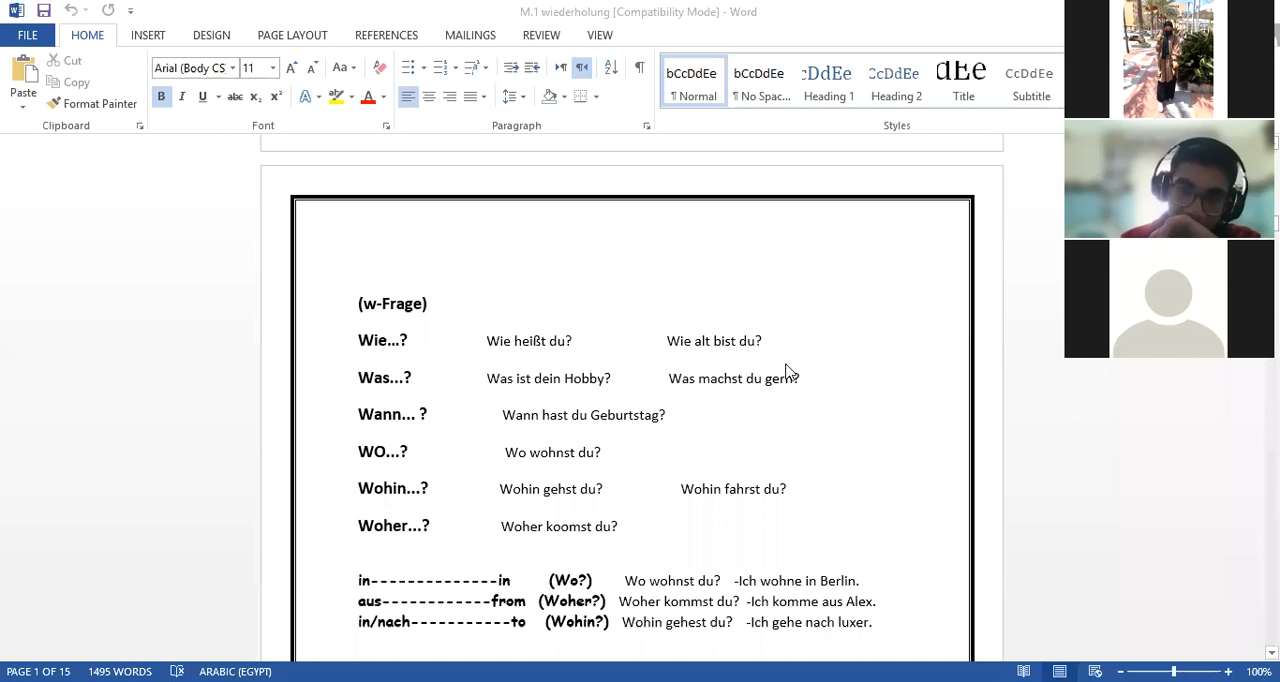 M.1 wiederholung [Compatibility Mode] - Word
FILE HOME INSERT DESIGN PAGE LAYOUT REFERENCES MAILINGS REVIEW VIEW
Paste
Cut
Copy
Format Painter
Clipboard
Arial (Body CS 11
Aa
B I U abc x₂ x² A A
Font
Paragraph
bCcDdEe bCcDdEe CcDdEe CcDdEe dEe CcDdEe
¶ Normal ¶ No Spac... Heading 1 Heading 2 Title Subtitle
Styles
(w-Frage)
Wie...? Wie heißt du? Wie alt bist du?
Was...? Was ist dein Hobby? Was machst du gern?
Wann... ? Wann hast du Geburtstag?
WO...? Wo wohnst du?
Wohin...? Wohin gehst du? Wohin fahrst du?
Woher...? Woher koomst du?
in--------------in (Wo?) Wo wohnst du? -Ich wohne in Berlin.
aus------------from (Woher?) Woher kommst du? -Ich komme aus Alex.
in/nach-----------to (Wohin?) Wohin gehest du? -Ich gehe nach luxer.
PAGE 1 OF 15 1495 WORDS ARABIC (EGYPT) 100%